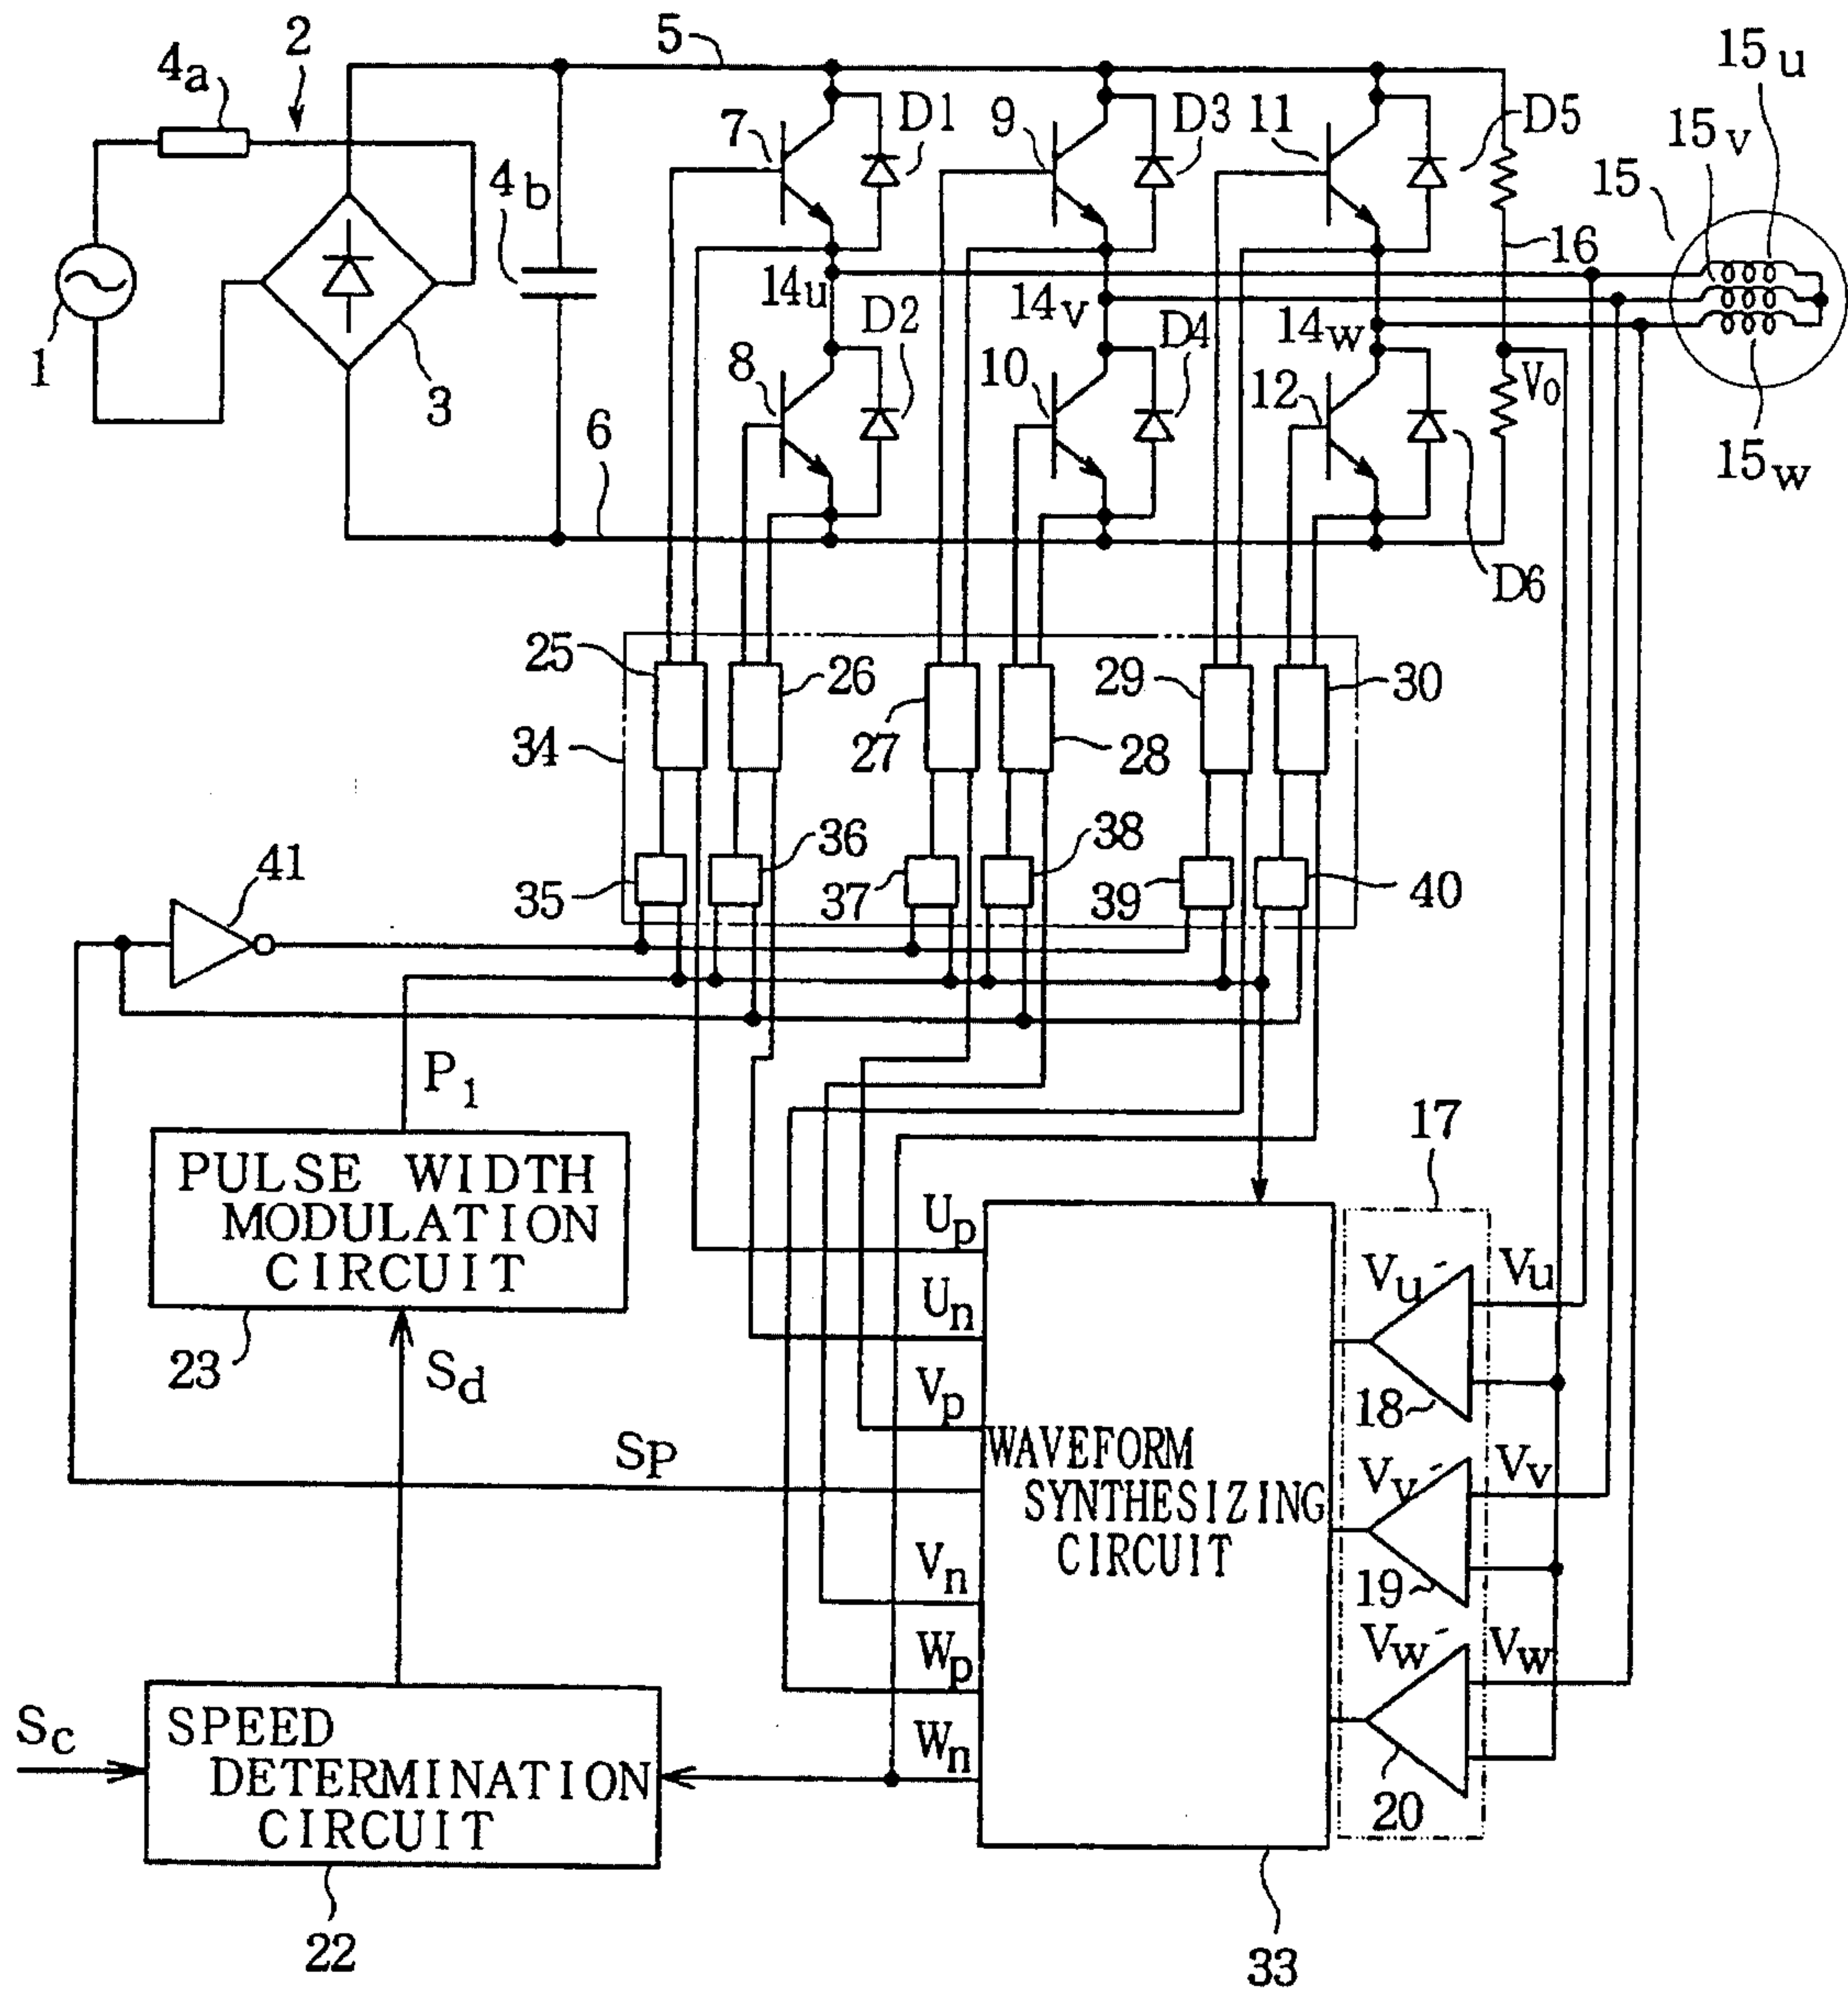 2
4a
5
15u
7
D1
9
D3
11
D5
15v
15
4b
16
1
3
14u
D2
14v
D4
14w
8
10
12
V0
6
15w
D6
25
26
27
28
29
30
34
36
38
41
35
37
39
40
P1
17
PULSE WIDTH
MODULATION
CIRCUIT
23
Sd
Up
Un
Vp
SP
Vn
Wp
Wn
WAVEFORM
SYNTHESIZING
CIRCUIT
Vu'
Vu
18
Vv'
Vv
19
Vw'
Vw
20
Sc
SPEED
DETERMINATION
CIRCUIT
22
33